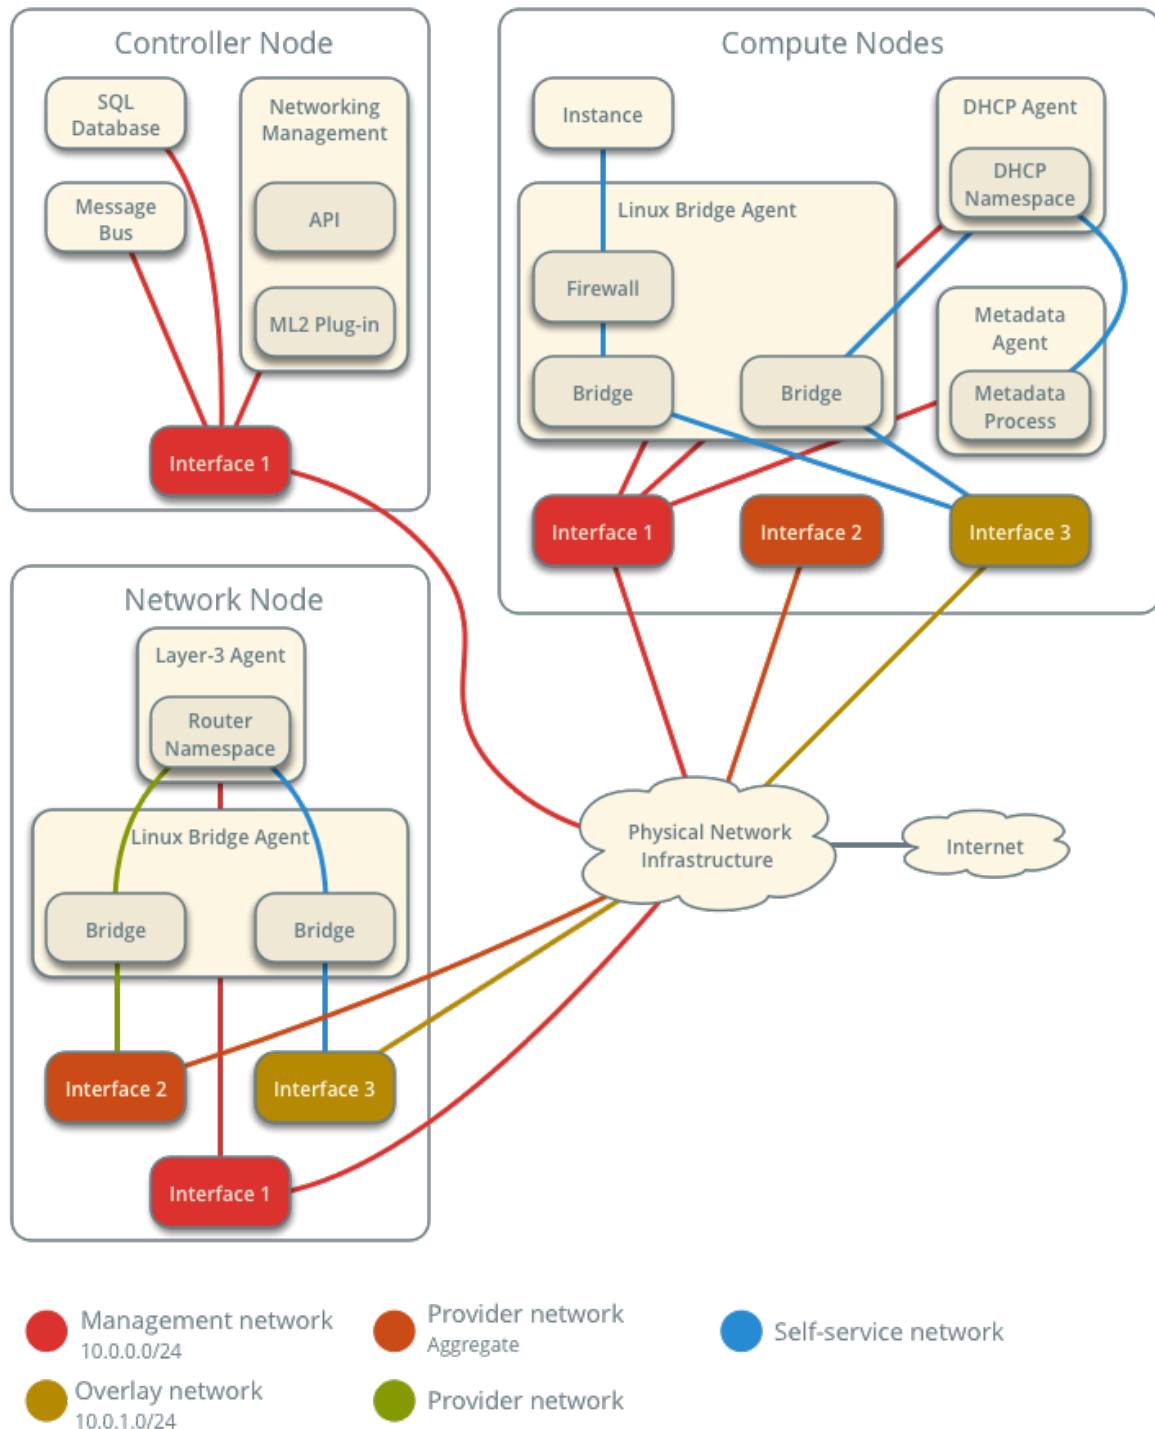 Controller Node
SQL
Database
Networking
Management
Message
Bus
API
ML2 Plug-in
Interface 1
Compute Nodes
Instance
DHCP Agent
DHCP
Namespace
Linux Bridge Agent
Firewall
Metadata
Agent
Bridge
Bridge
Metadata
Process
Interface 1
Interface 2
Interface 3
Network Node
Layer-3 Agent
Router
Namespace
Linux Bridge Agent
Bridge
Bridge
Interface 2
Interface 3
Interface 1
Physical Network
Infrastructure
Internet
Management network
10.0.0.0/24
Provider network
Aggregate
Self-service network
Overlay network
10.0.1.0/24
Provider network